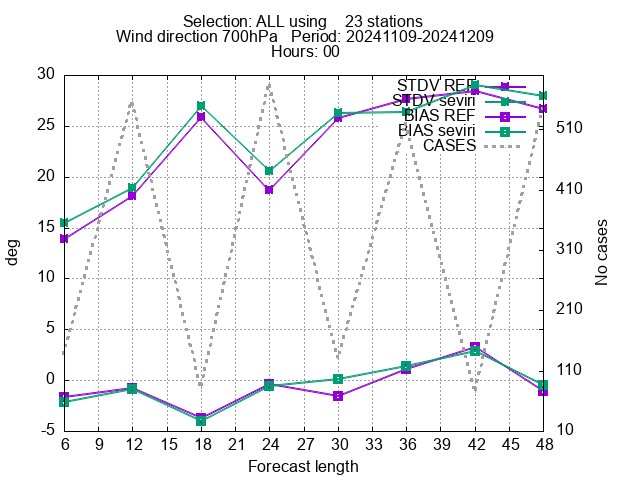 Selection: ALL using    23 stations
Wind direction 700hPa   Period: 20241109-20241209
Hours: 00
30
25
20
15
10
5
0
-5
deg
STDV REF
STDV seviri
BIAS REF
BIAS seviri
CASES
510
410
310
210
110
10
No cases
6 9 12 15 18 21 24 27 30 33 36 39 42 45 48
Forecast length